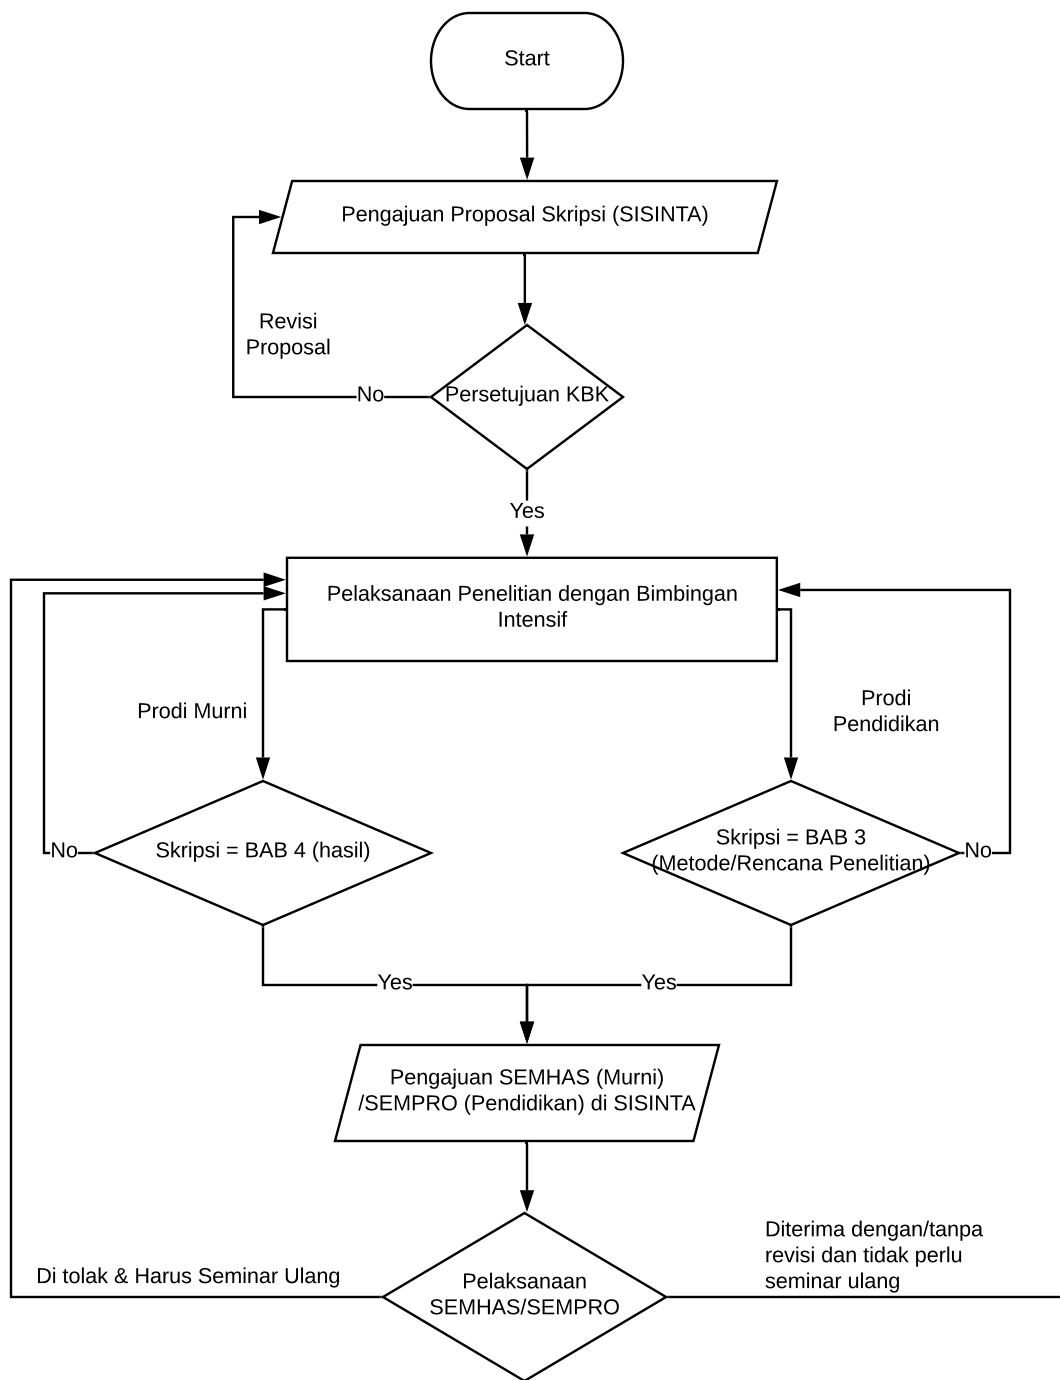 Start
Pengajuan Proposal Skripsi (SISINTA)
Revisi
Proposal
No
Persetujuan KBK
Yes
Pelaksanaan Penelitian dengan Bimbingan
Intensif
Prodi Murni
Prodi
Pendidikan
No
Skripsi = BAB 4 (hasil)
Skripsi = BAB 3
(Metode/Rencana Penelitian)
No
Yes
Yes
Pengajuan SEMHAS (Murni)
/SEMPRO (Pendidikan) di SISINTA
Di tolak & Harus Seminar Ulang
Pelaksanaan
SEMHAS/SEMPRO
Diterima dengan/tanpa
revisi dan tidak perlu
seminar ulang